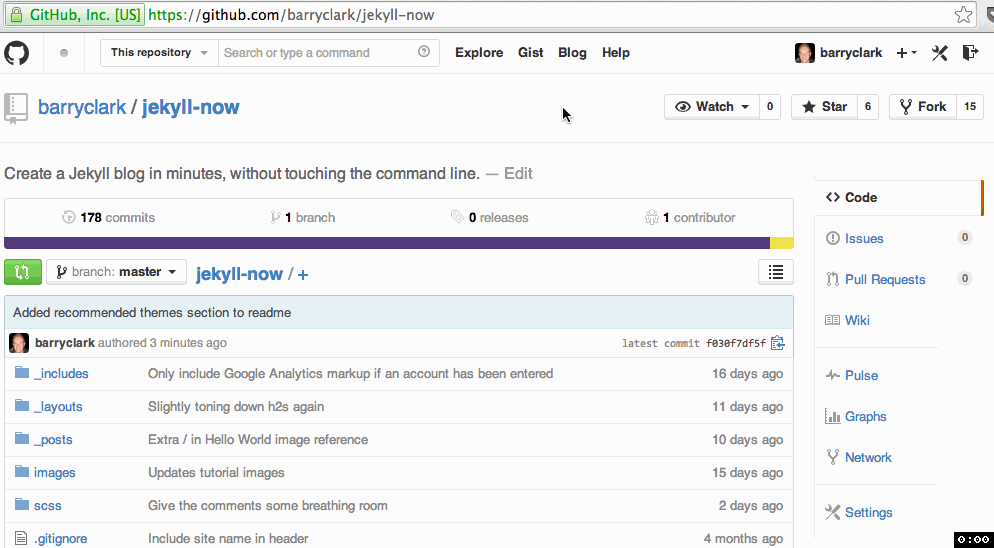 GitHub, Inc. [US] https://github.com/barryclark/jekyll-now
This repository Search or type a command Explore Gist Blog Help barryclark
barryclark / jekyll-now Watch 0 Star 6 Fork 15
Create a Jekyll blog in minutes, without touching the command line. — Edit
178 commits 1 branch 0 releases 1 contributor
branch: master jekyll-now / +
Added recommended themes section to readme
barryclark authored 3 minutes ago latest commit f030f7df5f
_includes Only include Google Analytics markup if an account has been entered 16 days ago
_layouts Slightly toning down h2s again 11 days ago
_posts Extra / in Hello World image reference 10 days ago
images Updates tutorial images 15 days ago
scss Give the comments some breathing room 2 days ago
.gitignore Include site name in header 4 months ago
Code
Issues 0
Pull Requests 0
Wiki
Pulse
Graphs
Network
Settings
0:00